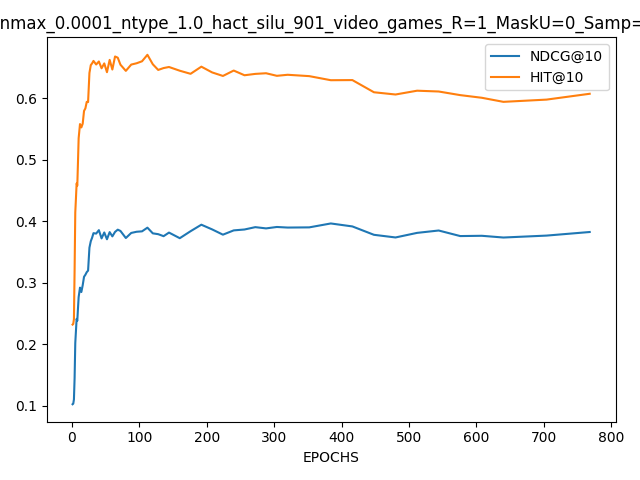 nmax_0.0001_ntype_1.0_hact_silu_901_video_games_R=1_MaskU=0_Samp=
NDCG@10
HIT@10
0.6
0.5
0.4
0.3
0.2
0.1
0 100 200 300 400 500 600 700 800
EPOCHS